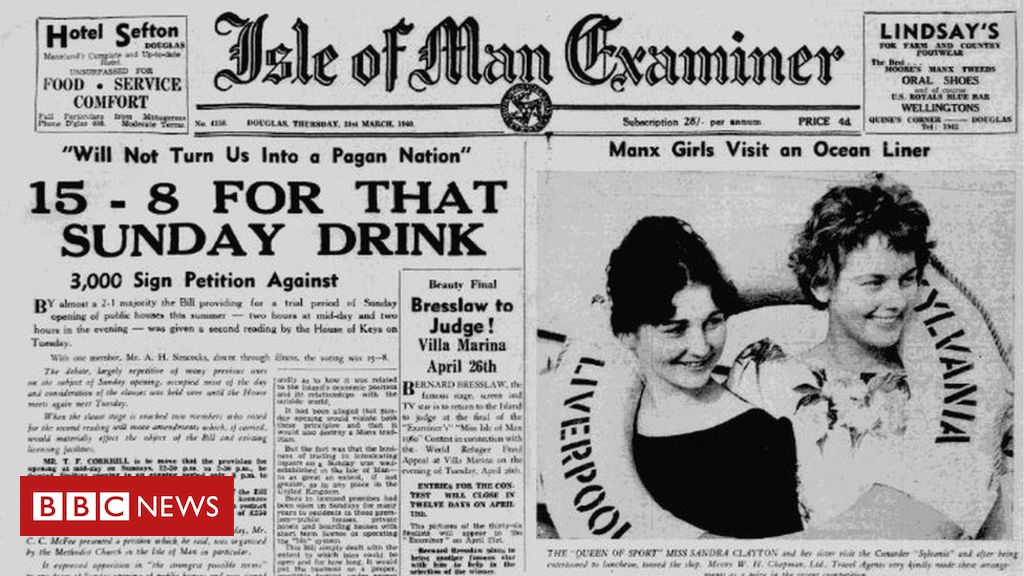 Hotel Sefton
DOUGLAS
Manxland's Complete and Up-to-date
Hotel
UNSURPASSED FOR
FOOD • SERVICE
COMFORT
Full Particulars from Manageress
Phone D'glas 408. Moderate Terms.
Isle of Man Examiner
LINDSAY'S
FOR FARM AND COUNTRY
FOOTWEAR
The Best . . .
MOORE'S MANX TWEEDS
ORAL SHOES
and of course
U.S. ROYALS BLUE BAR
WELLINGTONS
QUINE'S CORNER — DOUGLAS
Tel: 1942
DOUGLAS, THURSDAY, 31st MARCH, 1960.
Subscription 28/- per annum.
PRICE 4d.
"Will Not Turn Us Into a Pagan Nation"
15 - 8 FOR THAT
SUNDAY DRINK
3,000 Sign Petition Against
BY almost a 2-1 majority the Bill providing for a trial period of Sunday
opening of public houses this summer — two hours at mid-day and two
hours in the evening — was given a second reading by the House of Keys on
Tuesday.
With one member, Mr. A. H. Simcocks, absent through illness, the voting was 15—8.
The debate, largely repetitive of many previous ones
on the subject of Sunday opening, occupied most of the day
and consideration of the clauses was held over until the House
meets again next Tuesday.
When the clause stage is reached two members who voted
for the second reading will move amendments which, if carried,
would materially affect the object of the Bill and existing
licensing facilities.
MR. T. F. CORKHILL is to move that the provision for
opening at mid-day on Sundays, 12-30 p.m. to 2-30 p.m., be
the Bill
of £250
day, Mr.
C. C. McFee presented a petition which, he said, was organised
by the Methodist Church in the Isle of Man in particular.
It expressed opposition in "the strongest possible terms"
ordly as to how it was related
to the Island's economic position
and its relationships with the
outside world.
It had been alleged that Sun-
day opening would violate both
these principles and that it
would also destroy a Manx tradi-
tion.
But the fact was that the busi-
ness of trading in intoxicating
liquors on a Sunday was well-
established in the Isle of Man—
to as great an extent, if not
greater, as in any place in the
United Kingdom.
Bars in licensed premises had
been open on Sundays for many
years to residents in those prem-
ises—public houses, private
hotels and boarding houses with
short term licences or operating
the "his" system.
This Bill simply dealt with the
extent to which bars could be
open and for how long. It would
put the business on a proper,
Beauty Final
Bresslaw to
Judge!
Villa Marina
April 26th
BERNARD BRESSLAW, the
famous stage, screen and
TV star is to return to the Island
to judge at the final of the
"Examiner's" "Miss Isle of Man
1960" Contest in connection with
the World Refugee Fund
Appeal at Villa Marina on the
evening of Tuesday, April 26th.
ENTRIES FOR THE CON-
TEST WILL CLOSE IN
TWELVE DAYS ON APRIL
12th.
The pictures of the thirty-six
finalists will appear in the
"Examiner" on April 21st.
Bernard Bresslaw plans to
bring another famous star
with him to help in the
selection of the winner.
Manx Girls Visit an Ocean Liner
LIVERPOOL
SYLVANIA
THE "QUEEN OF SPORT" MISS SANDRA CLAYTON and her sister visit the Cunarder "Sylvania" and after being
entertained to luncheon, toured the ship. Messrs W. H. Chapman, Ltd., Travel Agents very kindly made these arrange-
BBC NEWS